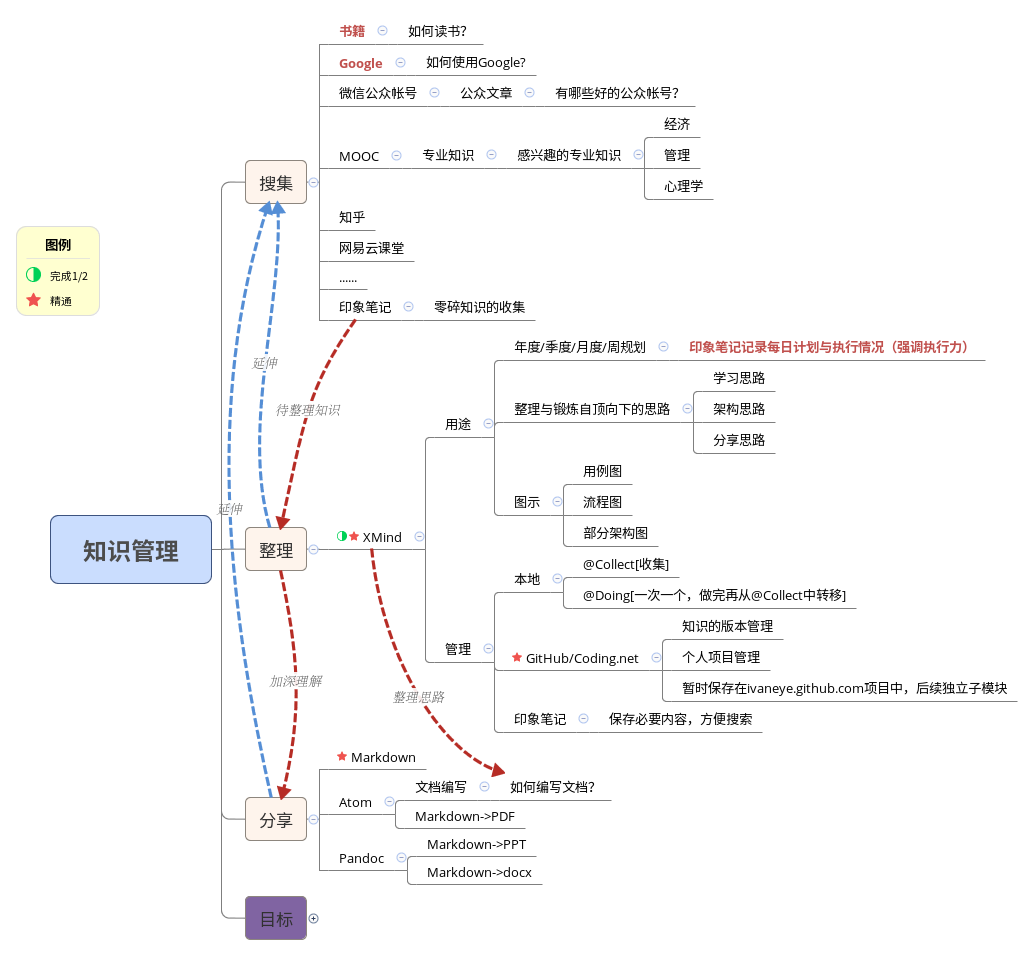 书籍
如何读书?
Google
如何使用Google?
微信公众帐号
公众文章
有哪些好的公众帐号?
MOOC
专业知识
感兴趣的专业知识
经济
管理
心理学
搜集
知乎
网易云课堂
......
印象笔记
零碎知识的收集
图例
完成1/2
精通
延伸
待整理知识
延伸
知识管理
整理
XMind
用途
年度/季度/月度/周规划
印象笔记记录每日计划与执行情况（强调执行力）
整理与锻炼自顶向下的思路
学习思路
架构思路
分享思路
图示
用例图
流程图
部分架构图
管理
本地
@Collect[收集]
@Doing[一次一个，做完再从@Collect中转移]
GitHub/Coding.net
知识的版本管理
个人项目管理
暂时保存在ivaneye.github.com项目中，后续独立子模块
印象笔记
保存必要内容，方便搜索
加深理解
整理思路
分享
Markdown
Atom
文档编写
如何编写文档?
Markdown->PDF
Pandoc
Markdown->PPT
Markdown->docx
目标